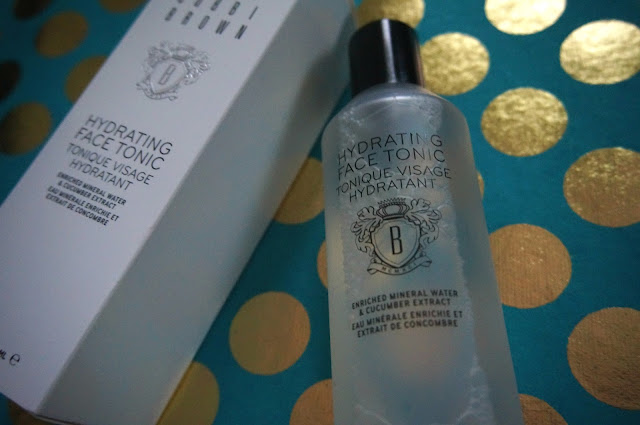 BOBBI
BROWN
B
HYDRATING
FACE TONIC
TONIQUE VISAGE
HYDRATANT
ENRICHED MINERAL WATER
& CUCUMBER EXTRACT
EAU MINÉRALE ENRICHIE ET
EXTRAIT DE CONCOMBRE
HYDRATING
FACE TONIC
TONIQUE VISAGE
HYDRATANT
B
ENRICHED MINERAL WATER
& CUCUMBER EXTRACT
EAU MINÉRALE ENRICHIE ET
EXTRAIT DE CONCOMBRE